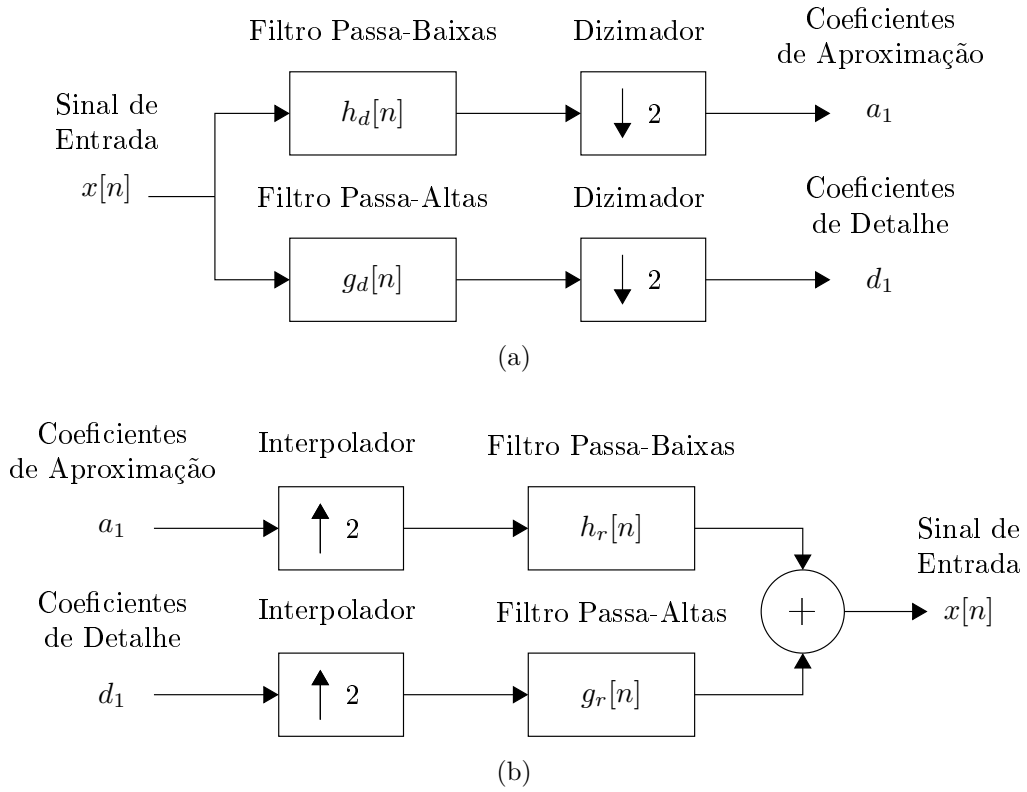 Filtro Passa-Baixas
Dizimador
Coeficientes
de Aproximação
Sinal de
Entrada
x[n]
h_d[n]
↓ 2
a_1
Filtro Passa-Altas
Dizimador
Coeficientes
de Detalhe
g_d[n]
↓ 2
d_1
(a)
Coeficientes
de Aproximação
Interpolador
Filtro Passa-Baixas
a_1
↑ 2
h_r[n]
Sinal de
Entrada
x[n]
+
Coeficientes
de Detalhe
Interpolador
Filtro Passa-Altas
d_1
↑ 2
g_r[n]
(b)